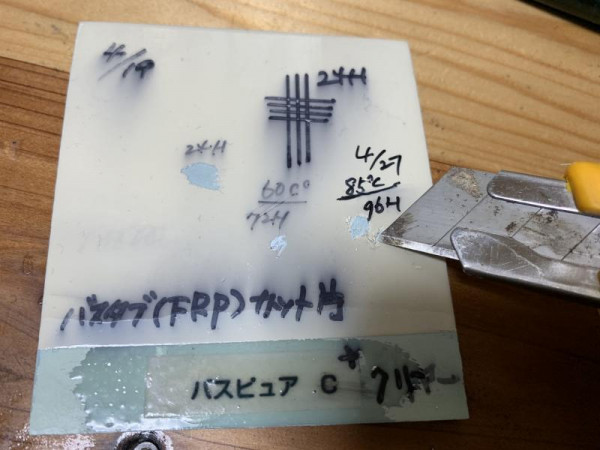 4/19
24H
24H
4/27
85℃
96H
60C°
72H
バスタブ(FRP)カット片
バスピュア C *クリアー